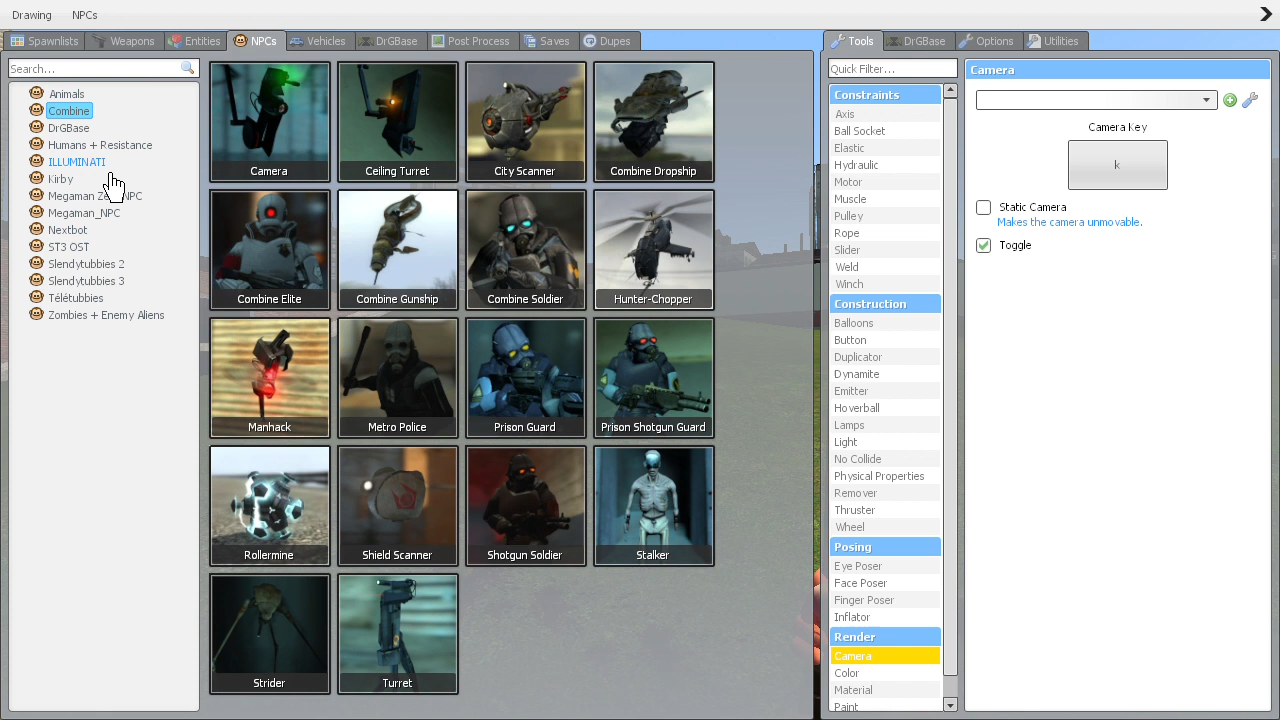 Drawing NPCs
Spawnlists Weapons Entities NPCs Vehicles DrGBase Post Process Saves Dupes
Search...
Animals
Combine
DrGBase
Humans + Resistance
ILLUMINATI
Kirby
Megaman NPC
Megaman_NPC
Nextbot
ST3 OST
Slendytubbies 2
Slendytubbies 3
Télétubbies
Zombies + Enemy Aliens
Camera Ceiling Turret City Scanner Combine Dropship
Combine Elite Combine Gunship Combine Soldier Hunter-Chopper
Manhack Metro Police Prison Guard Prison Shotgun Guard
Rollermine Shield Scanner Shotgun Soldier Stalker
Strider Turret
Tools DrGBase Options Utilities
Quick Filter...
Constraints
Axis
Ball Socket
Elastic
Hydraulic
Motor
Muscle
Pulley
Rope
Slider
Weld
Winch
Construction
Balloons
Button
Duplicator
Dynamite
Emitter
Hoverball
Lamps
Light
No Collide
Physical Properties
Remover
Thruster
Wheel
Posing
Eye Poser
Face Poser
Finger Poser
Inflator
Render
Camera
Color
Material
Paint
Camera
Camera Key
k
Static Camera
Makes the camera unmovable.
Toggle